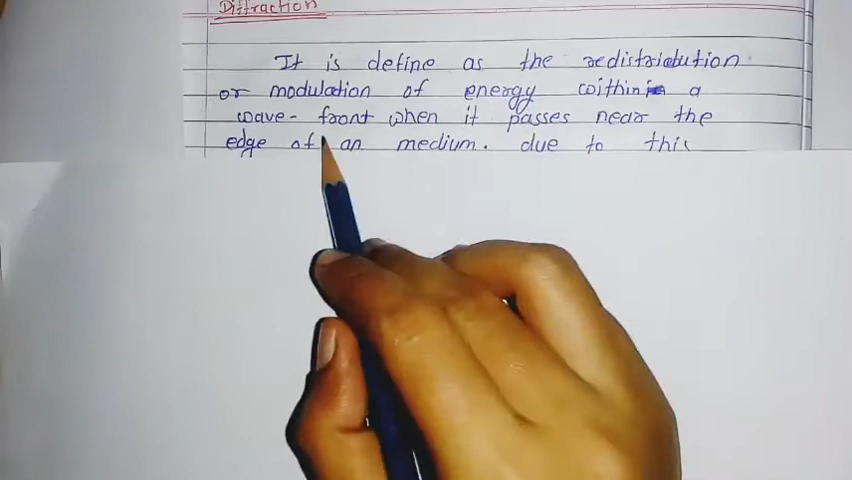 Diffraction
It is define as the redistribution
or modulation of energy within a
wave-front when it passes near the
edge of an medium. due to this